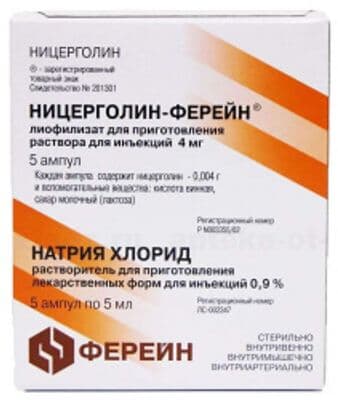 НИЦЕРГОЛИН
® - зарегистрированный
товарный знак
Свидетельство № 201301
НИЦЕРГОЛИН-ФЕРЕЙН®
лиофилизат для приготовления
раствора для инъекций 4 мг
5 ампул
Каждая ампула содержит ницерголин - 0,004 г
и вспомогательные вещества: кислота винная,
сахар молочный (лактоза)
Регистрационный номер
НАТРИЯ ХЛОРИД
растворитель для приготовления
лекарственных форм для инъекций 0,9 %
5 ампул по 5 мл
Регистрационный номер
ЛС-002347
ФЕРЕЙН
СТЕРИЛЬНО
ВНУТРИВЕННО
ВНУТРИМЫШЕЧНО
ВНУТРИАРТЕРИАЛЬНО